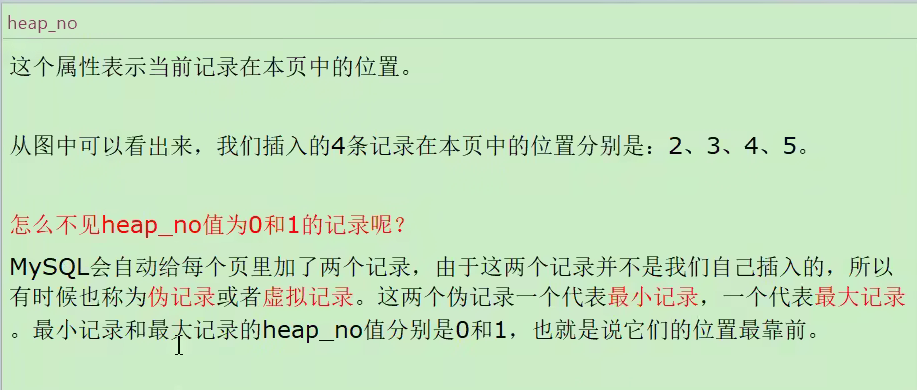 heap_no
这个属性表示当前记录在本页中的位置。
从图中可以看出来，我们插入的4条记录在本页中的位置分别是：2、3、4、5。
怎么不见heap_no值为0和1的记录呢？
MySQL会自动给每个页里加了两个记录，由于这两个记录并不是我们自己插入的，所以
有时候也称为伪记录或者虚拟记录。这两个伪记录一个代表最小记录，一个代表最大记录
。最小记录和最大记录的heap_no值分别是0和1，也就是说它们的位置最靠前。